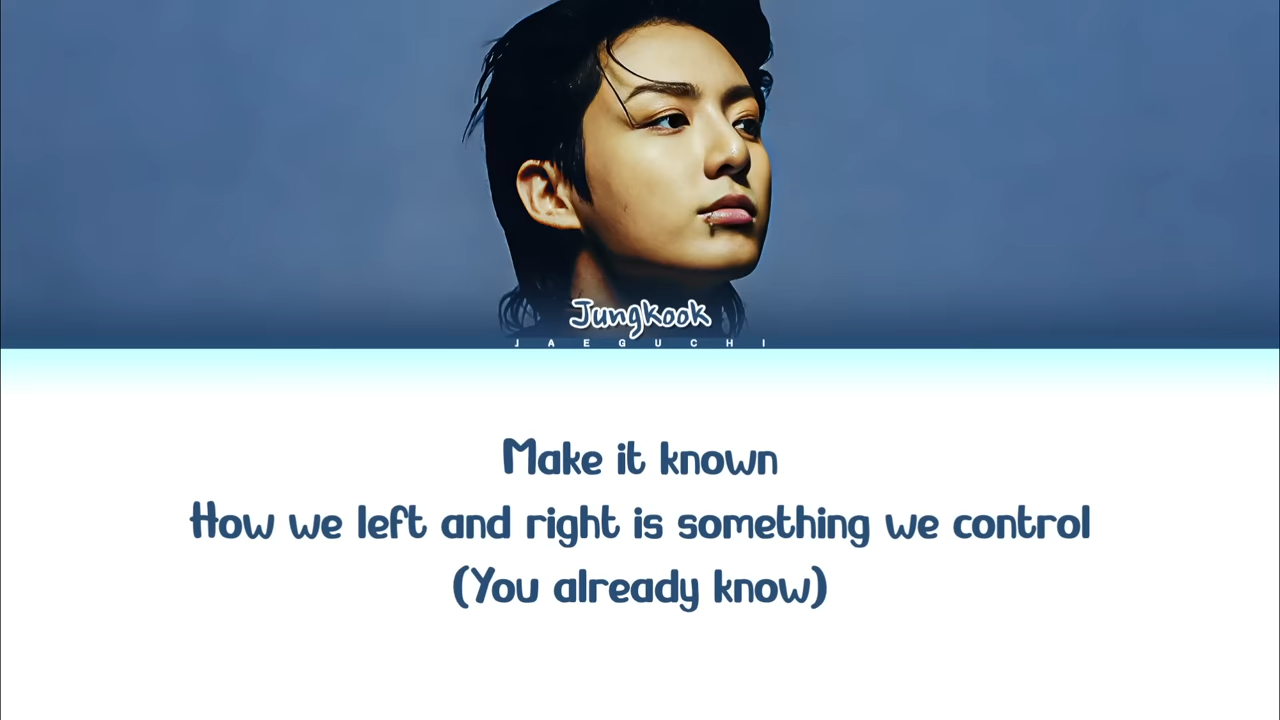 Jungkook
JAEGUCHI
Make it known
How we left and right is something we control
(You already know)